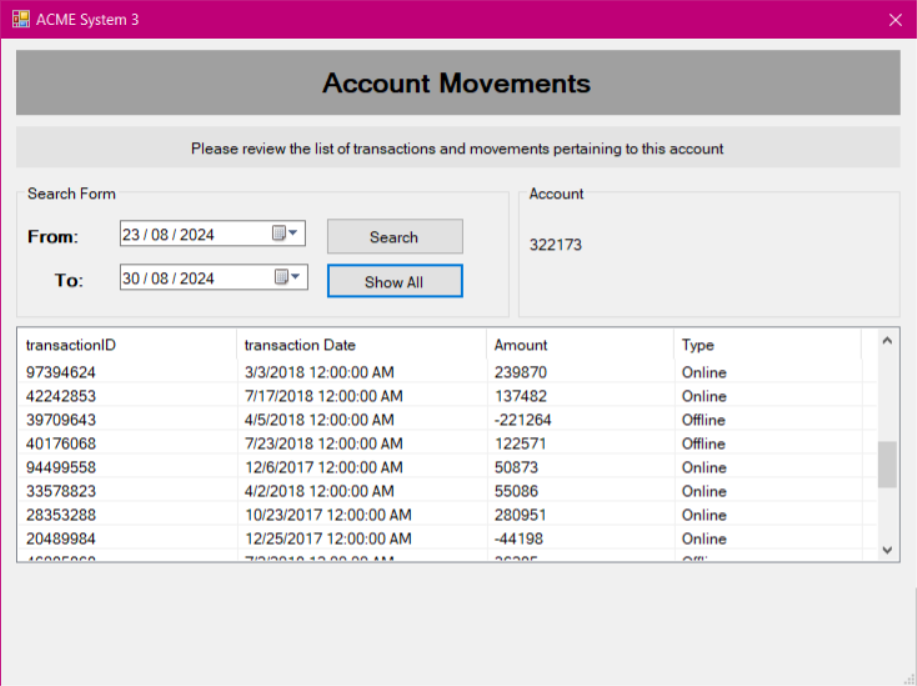 ACME System 3
Account Movements
Please review the list of transactions and movements pertaining to this account
Search Form
From: 23 / 08 / 2024 Search
To: 30 / 08 / 2024 Show All
Account
322173
transactionID transaction Date Amount Type
97394624 3/3/2018 12:00:00 AM 239870 Online
42242853 7/17/2018 12:00:00 AM 137482 Online
39709643 4/5/2018 12:00:00 AM -221264 Offline
40176068 7/23/2018 12:00:00 AM 122571 Offline
94499558 12/6/2017 12:00:00 AM 50873 Online
33578823 4/2/2018 12:00:00 AM 55086 Online
28353288 10/23/2017 12:00:00 AM 280951 Online
20489984 12/25/2017 12:00:00 AM -44198 Online